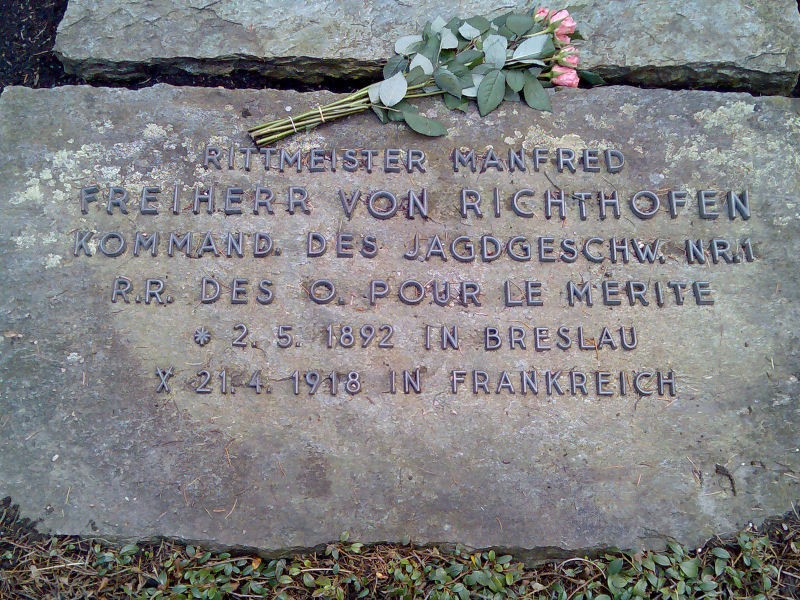 RITTMEISTER MANFRED
FREIHERR VON RICHTHOFEN
KOMMAND. DES JAGDGESCHW. NR.1
R.R. DES O. POUR LE MERITE
* 2. 5. 1892 IN BRESLAU
X 21. 4. 1918 IN FRANKREICH